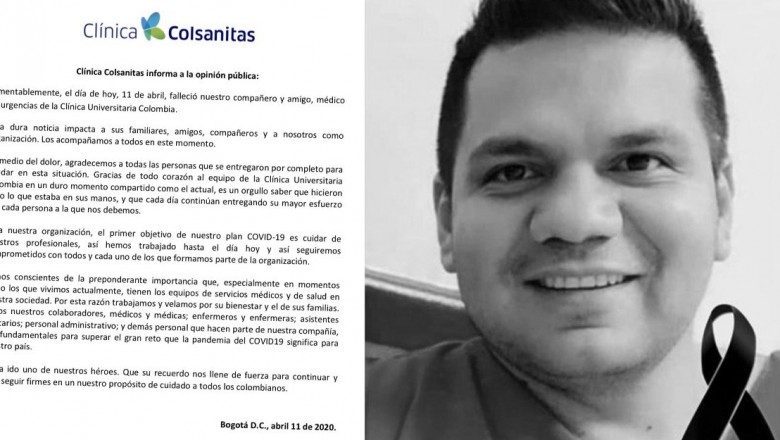 Clínica Colsanitas
Clínica Colsanitas informa a la opinión pública:
mentablemente, el día de hoy, 11 de abril, falleció nuestro compañero y amigo, médico
urgencias de la Clínica Universitaria Colombia.
a dura noticia impacta a sus familiares, amigos, compañeros y a nosotros como
anización. Los acompañamos a todos en este momento.
medio del dolor, agradecemos a todas las personas que se entregaron por completo para
dar en esta situación. Gracias de todo corazón al equipo de la Clínica Universitaria
ombia en un duro momento compartido como el actual, es un orgullo saber que hicieron
o lo que estaba en sus manos, y que cada día continúan entregando su mayor esfuerzo
cada persona a la que nos debemos.
a nuestra organización, el primer objetivo de nuestro plan COVID-19 es cuidar de
stros profesionales, así hemos trabajado hasta el día hoy y así seguiremos
mprometidos con todos y cada uno de los que formamos parte de la organización.
os conscientes de la preponderante importancia que, especialmente en momentos
o los que vivimos actualmente, tienen los equipos de servicios médicos y de salud en
stra sociedad. Por esta razón trabajamos y velamos por su bienestar y el de sus familias.
os nuestros colaboradores, médicos y médicas; enfermeros y enfermeras; asistentes
tarios; personal administrativo; y demás personal que hacen parte de nuestra compañía,
fundamentales para superar el gran reto que la pandemia del COVID19 significa para
tro país.
a ido uno de nuestros héroes. Que su recuerdo nos llene de fuerza para continuar y
seguir firmes en un nuestro propósito de cuidado a todos los colombianos.
Bogotá D.C., abril 11 de 2020.